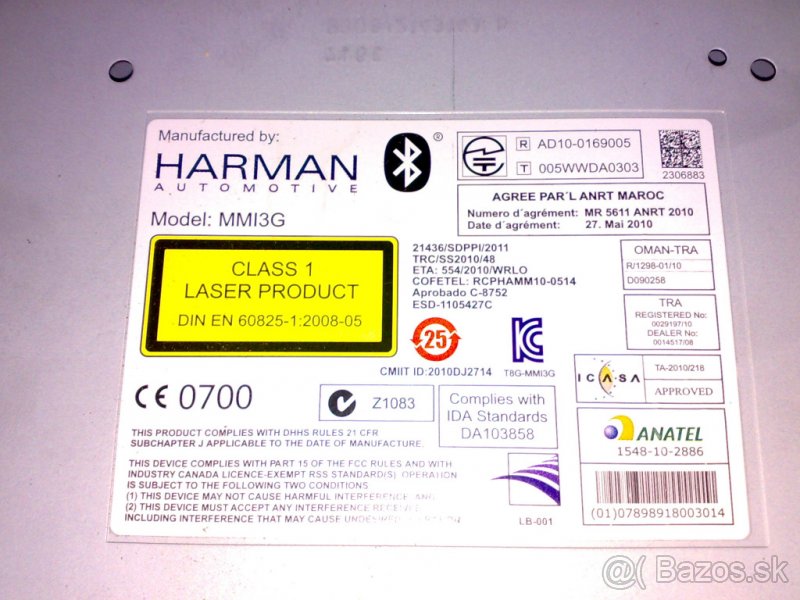 Manufactured by:
HARMAN
AUTOMOTIVE
®
Model: MMI3G
R AD10-0169005
T 005WWDA0303
2306883
AGREE PAR´L ANRT MAROC
Numero d´agrément: MR 5611 ANRT 2010
Date d´agrément: 27. Mai 2010
CLASS 1
LASER PRODUCT
DIN EN 60825-1:2008-05
21436/SDPPI/2011
TRC/SS2010/48
ETA: 554/2010/WRLO
COFETEL: RCPHAMM10-0514
Aprobado C-8752
ESD-1105427C
OMAN-TRA
R/1298-01/10
D090258
TRA
REGISTERED No:
0029197/10
DEALER No:
0014517/08
25
CMIIT ID:2010DJ2714
T8G-MMI3G
ICASA
TA-2010/218
APPROVED
CE 0700
Z1083
Complies with
IDA Standards
DA103858
ANATEL
1548-10-2886
(01)07898918003014
THIS PRODUCT COMPLIES WITH DHHS RULES 21 CFR
SUBCHAPTER J APPLICABLE TO THE DATE OF MANUFACTURE.
THIS DEVICE COMPLIES WITH PART 15 OF THE FCC RULES AND WITH
INDUSTRY CANADA LICENCE-EXEMPT RSS STANDARD(S). OPERATION
IS SUBJECT TO THE FOLLOWING TWO CONDITIONS:
(1) THIS DEVICE MAY NOT CAUSE HARMFUL INTERFERENCE, AND
(2) THIS DEVICE MUST ACCEPT ANY INTERFERENCE RECEIVED,
INCLUDING INTERFERENCE THAT MAY CAUSE UNDESIRED OPERATION
LB-001
@( Bazos.sk